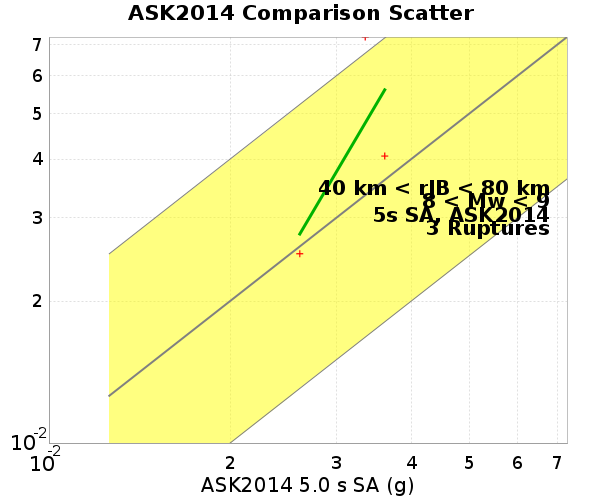 ASK2014 Comparison Scatter
7
6
5
4
3
2
10-2
40 km < rJB < 80 km
8 < Mw < 9
5s SA, ASK2014
3 Ruptures
10-2
2
3
4
5
6
7
ASK2014 5.0 s SA (g)